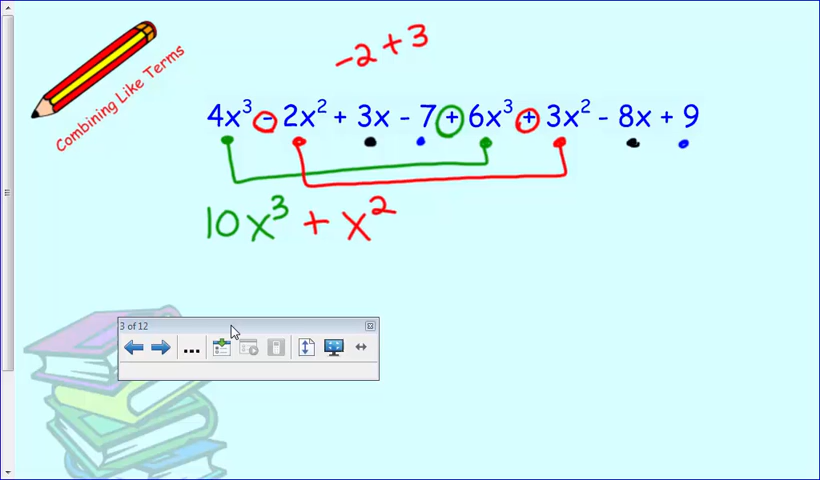 -2 + 3
Combining Like Terms
4x³ - 2x² + 3x - 7 + 6x³ + 3x² - 8x + 9
10x³ + x²
3 of 12
...